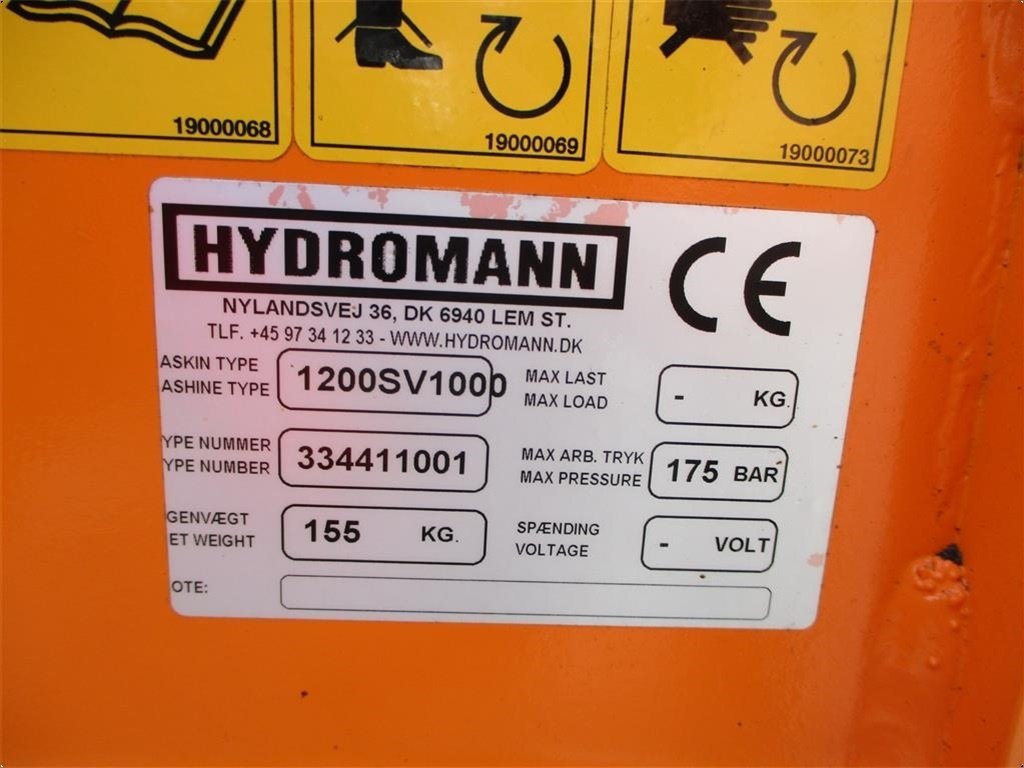 19000068
19000069
19000073
HYDROMANN
CE
NYLANDSVEJ 36, DK 6940 LEM ST.
TLF. +45 97 34 12 33 - WWW.HYDROMANN.DK
ASKIN TYPE
ASHINE TYPE
1200SV1000
MAX LAST
MAX LOAD
- KG.
YPE NUMMER
YPE NUMBER
334411001
MAX ARB. TRYK
MAX PRESSURE
175 BAR
GENVÆGT
ET WEIGHT
155 KG.
SPÆNDING
VOLTAGE
- VOLT
OTE: